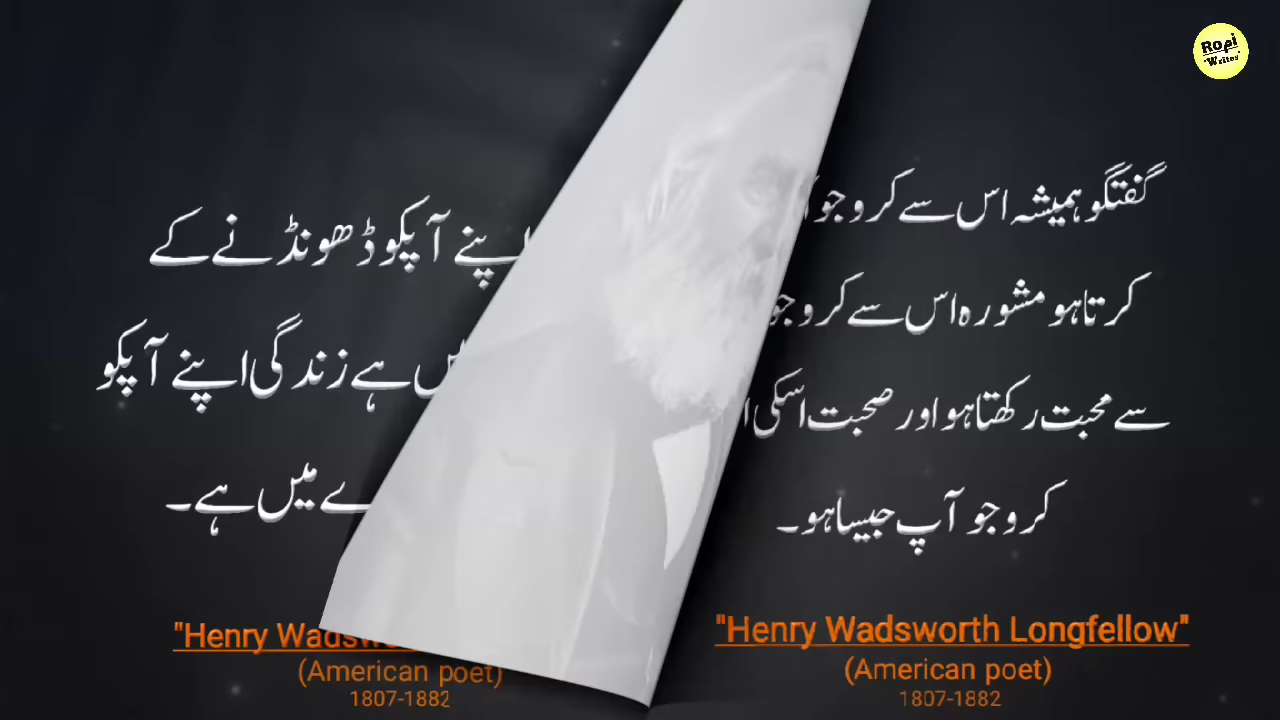 Ropi
"Writes"
گفتگو ہمیشہ اس سے کرو جو
کرتا ہو مشورہ اس سے کرو جو
سے محبت رکھتا ہو اور صحبت اسکی
کرو جو آپ جیسا ہو۔
"Henry Wadsworth Longfellow"
(American poet)
1807-1882
اپنے آپکو ڈھونڈنے کے
ہے زندگی اپنے آپکو
میں ہے۔
"Henry
(American poet)
1807-1882